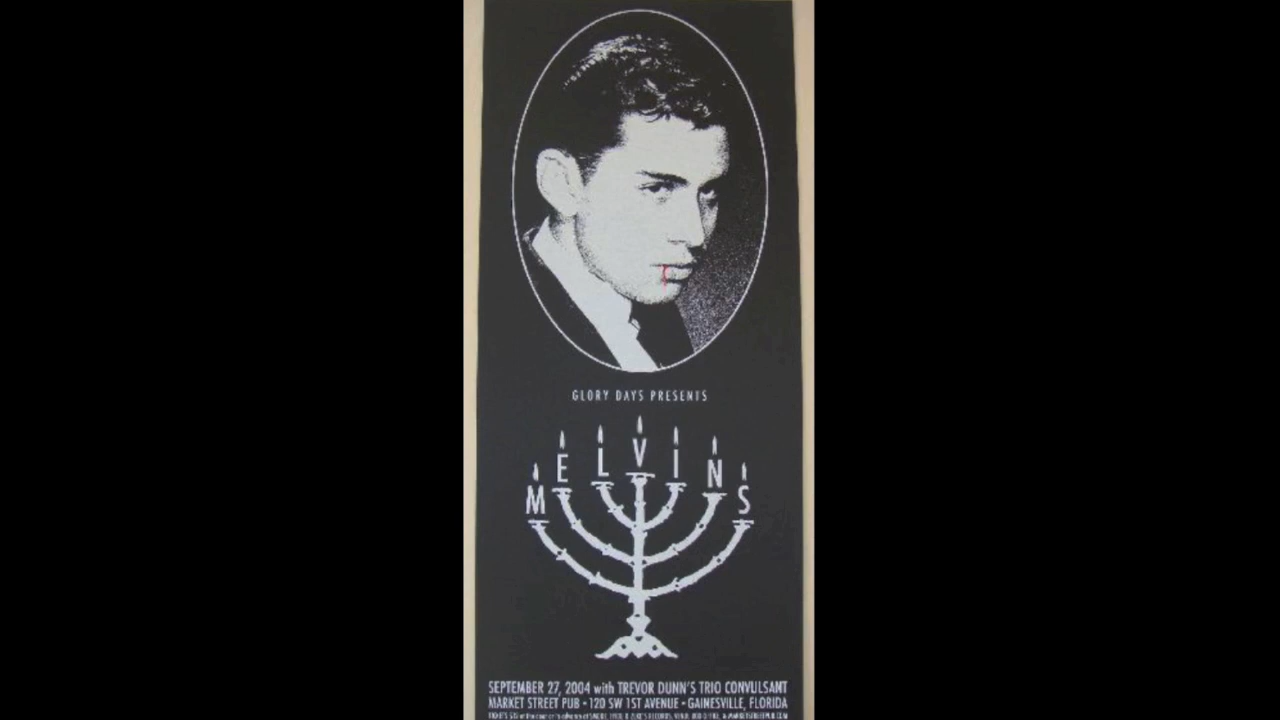 GLORY DAYS PRESENTS
MELVINS
SEPTEMBER 27, 2004 with TREVOR DUNN'S TRIO CONVULSANT
MARKET STREET PUB • 120 SW 1ST AVENUE • GAINESVILLE, FLORIDA